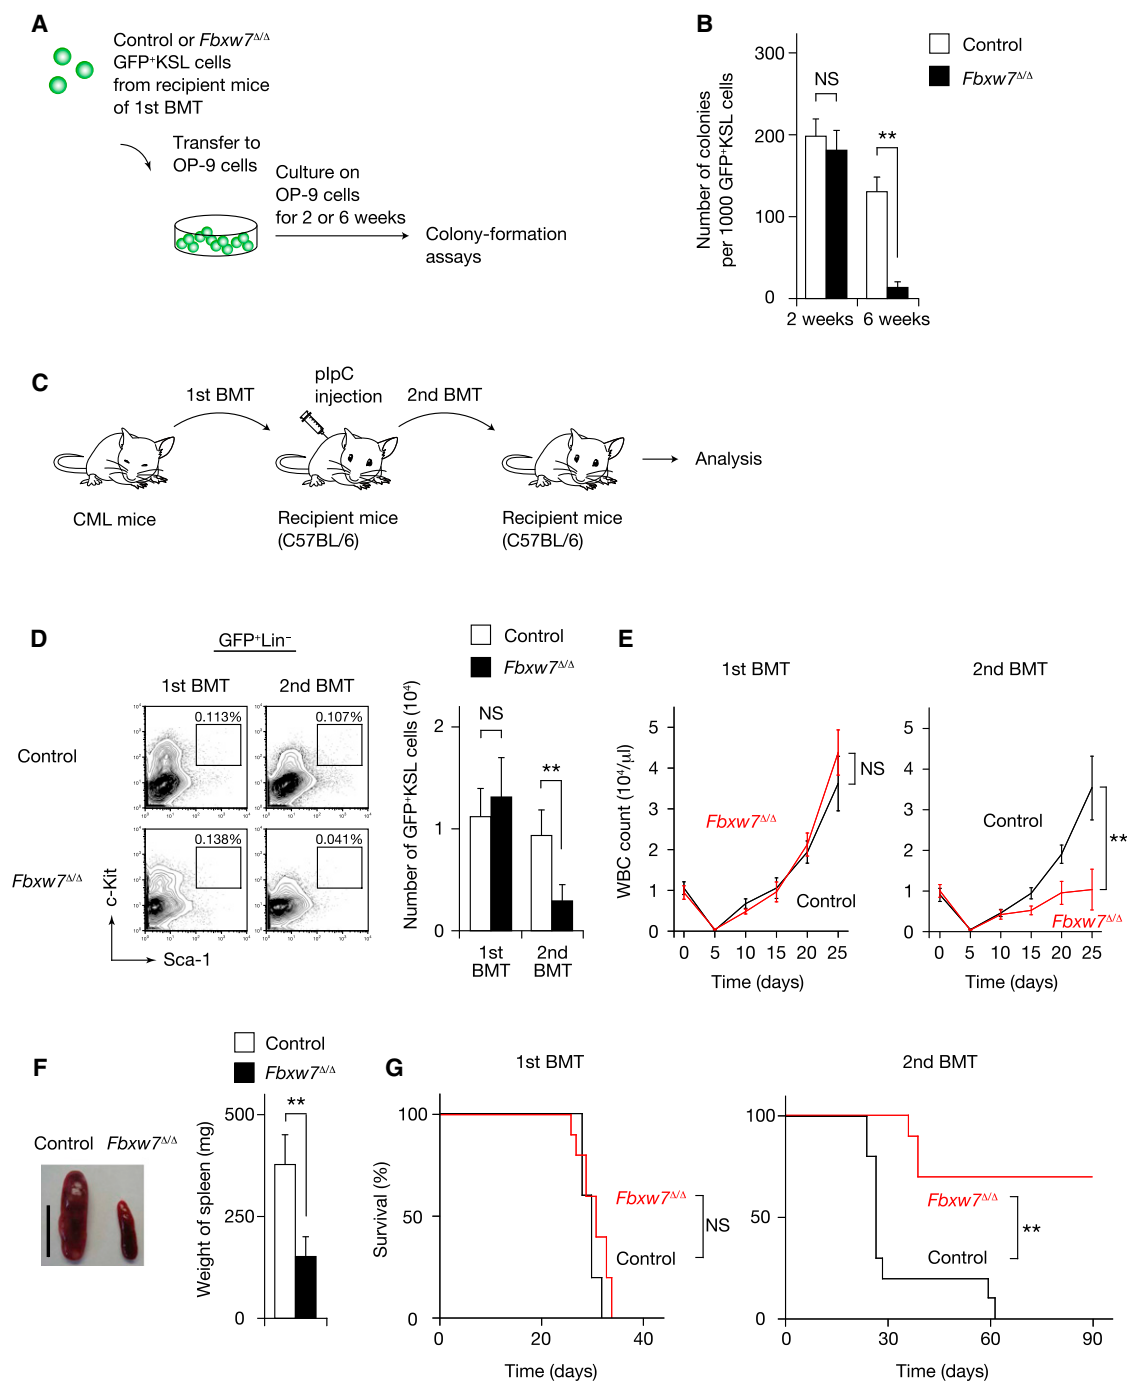 A
Control or Fbxw7Δ/Δ
GFP+KSL cells
from recipient mice
of 1st BMT
Transfer to
OP-9 cells
Culture on
OP-9 cells
for 2 or 6 weeks
Colony-formation
assays
B
Control
Fbxw7Δ/Δ
Number of colonies
per 1000 GFP+KSL cells
300
200
100
0
NS
**
2 weeks
6 weeks
C
1st BMT
pIpC
injection
2nd BMT
Analysis
CML mice
Recipient mice
(C57BL/6)
Recipient mice
(C57BL/6)
D
GFP+Lin−
1st BMT
2nd BMT
Control
0.113%
0.107%
Fbxw7Δ/Δ
0.138%
0.041%
c-Kit
Sca-1
Control
Fbxw7Δ/Δ
Number of GFP+KSL cells (10⁴)
2
1
0
NS
**
1st
BMT
2nd
BMT
E
1st BMT
WBC count (10⁴/μl)
5
4
3
2
1
0
Fbxw7Δ/Δ
NS
Control
0 5 10 15 20 25
Time (days)
2nd BMT
5
4
3
2
1
0
Control
**
Fbxw7Δ/Δ
0 5 10 15 20 25
Time (days)
F
Control
Fbxw7Δ/Δ
Control Fbxw7Δ/Δ
Weight of spleen (mg)
500
250
0
**
G
1st BMT
Survival (%)
100
50
0
Fbxw7Δ/Δ
NS
Control
0 20 40
Time (days)
2nd BMT
100
50
0
Fbxw7Δ/Δ
**
Control
0 30 60 90
Time (days)